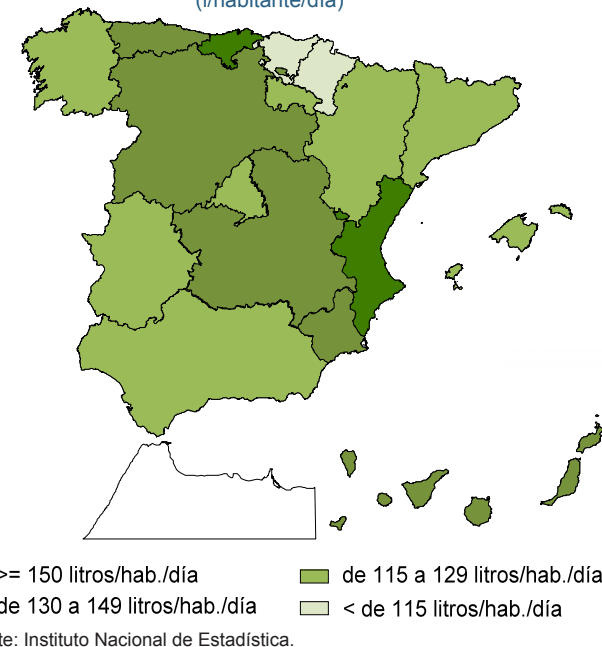 (l/habitante/día)
>= 150 litros/hab./día
de 115 a 129 litros/hab./día
de 130 a 149 litros/hab./día
< de 115 litros/hab./día
te: Instituto Nacional de Estadística.